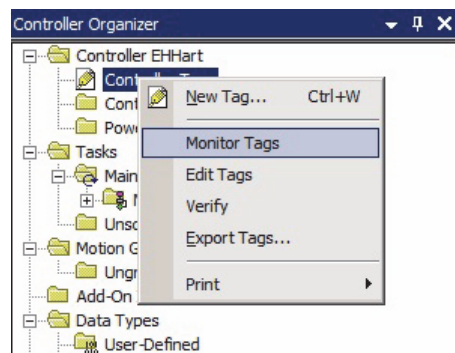 Controller Organizer
Controller EHHart
New Tag... Ctrl+W
Monitor Tags
Tasks
Edit Tags
Verify
Export Tags...
Print
Add-On
Data Types
User-Defined